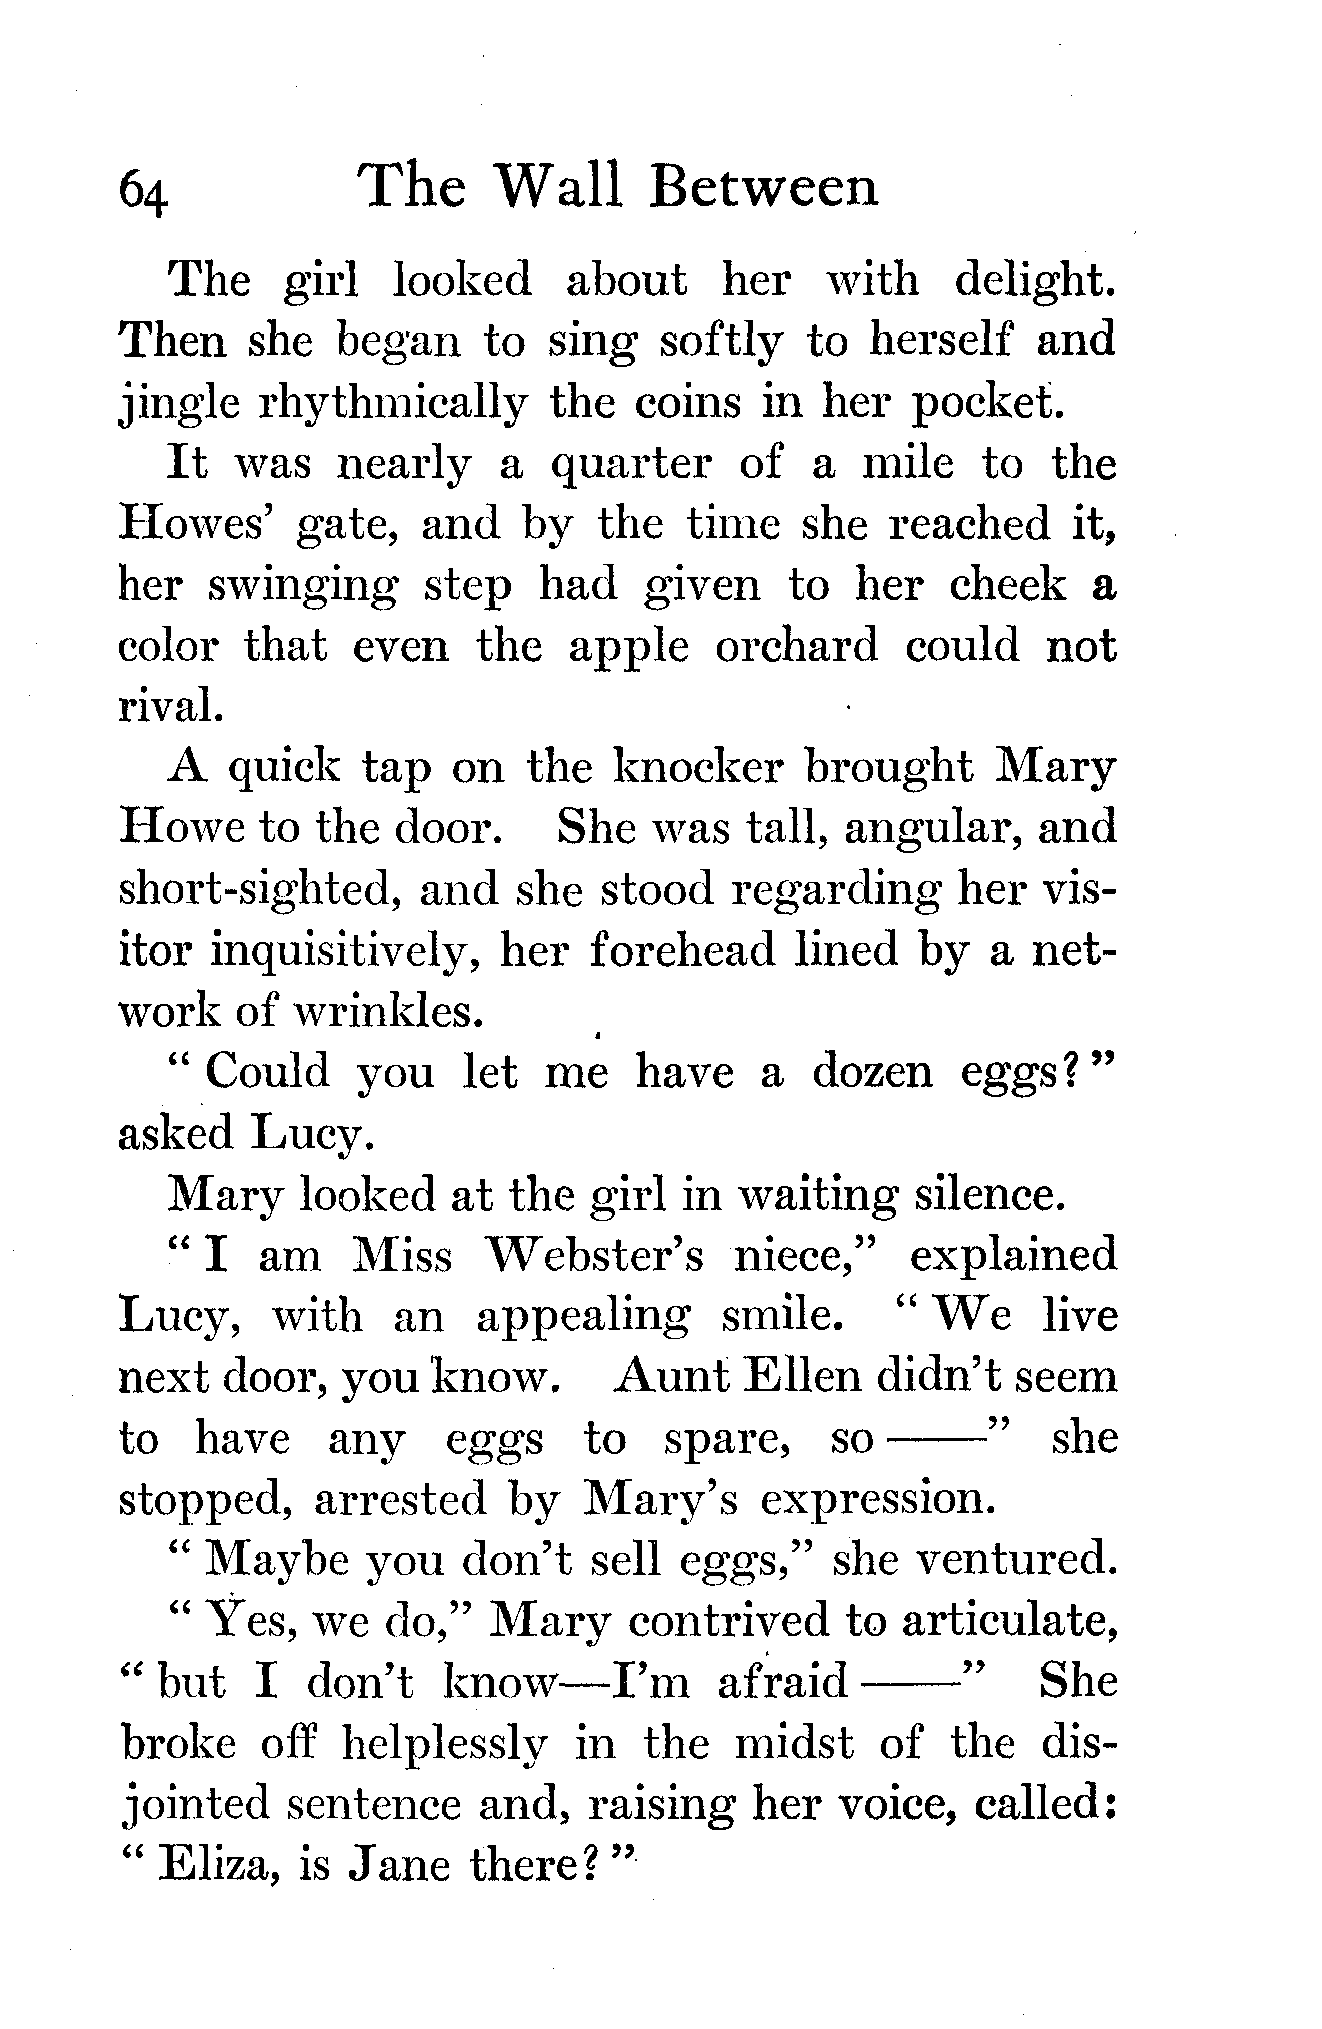 64 The Wall Between
The girl looked about her with delight.
Then she began to sing softly to herself and
jingle rhythmically the coins in her pocket.
It was nearly a quarter of a mile to the
Howes' gate, and by the time she reached it,
her swinging step had given to her cheek a
color that even the apple orchard could not
rival.
A quick tap on the knocker brought Mary
Howe to the door. She was tall, angular, and
short-sighted, and she stood regarding her vis-
itor inquisitively, her forehead lined by a net-
work of wrinkles.
“ Could you let me have a dozen eggs? ”
asked Lucy.
Mary looked at the girl in waiting silence.
“ I am Miss Webster's niece,” explained
Lucy, with an appealing smile. “ We live
next door, you know. Aunt Ellen didn't seem
to have any eggs to spare, so ——” she
stopped, arrested by Mary's expression.
“ Maybe you don't sell eggs,” she ventured.
“ Yes, we do,” Mary contrived to articulate,
“ but I don't know—I'm afraid ——” She
broke off helplessly in the midst of the dis-
jointed sentence and, raising her voice, called:
“ Eliza, is Jane there? ”